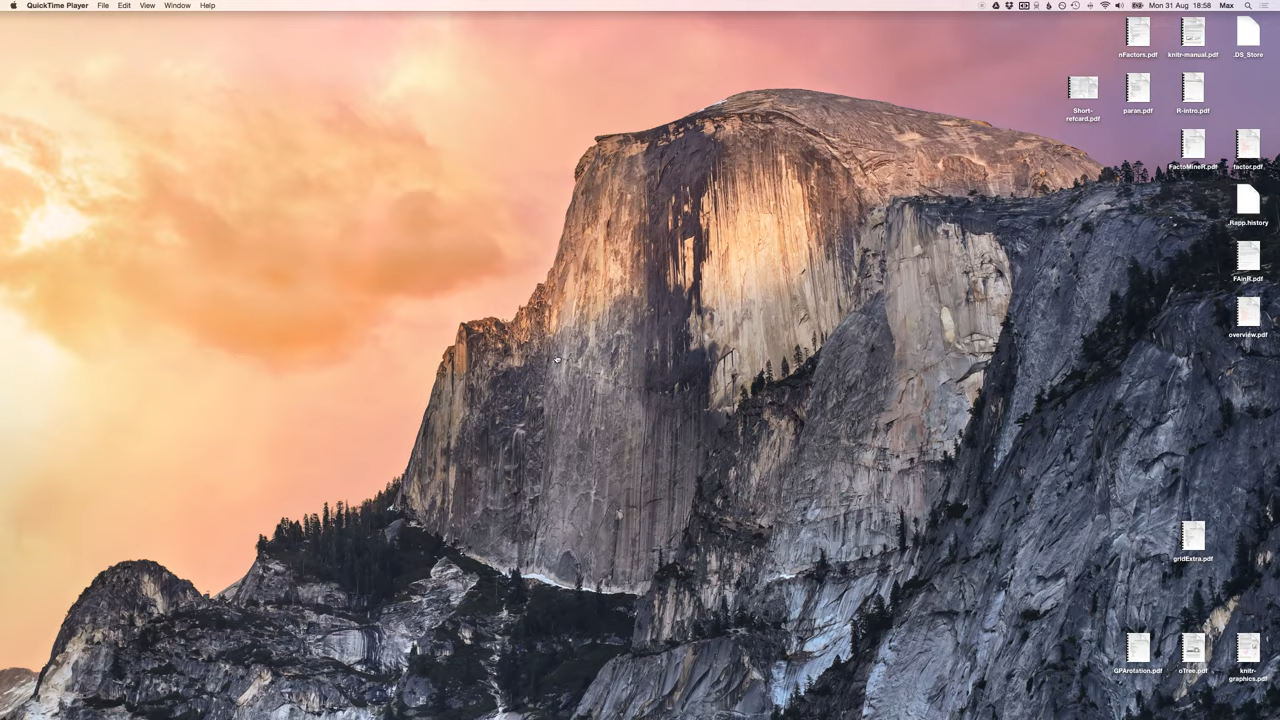 QuickTime Player File Edit View Window Help Mon 31 Aug 18:58 Max
nFactors.pdf knitr-manual.pdf .DS_Store
Short-
refcard.pdf
paran.pdf R-intro.pdf
FactoMineR.pdf factor.pdf
.Rapp.history
FAinR.pdf
overview.pdf
gridExtra.pdf
GPArotation.pdf oTree.pdf
knitr-
graphics.pdf